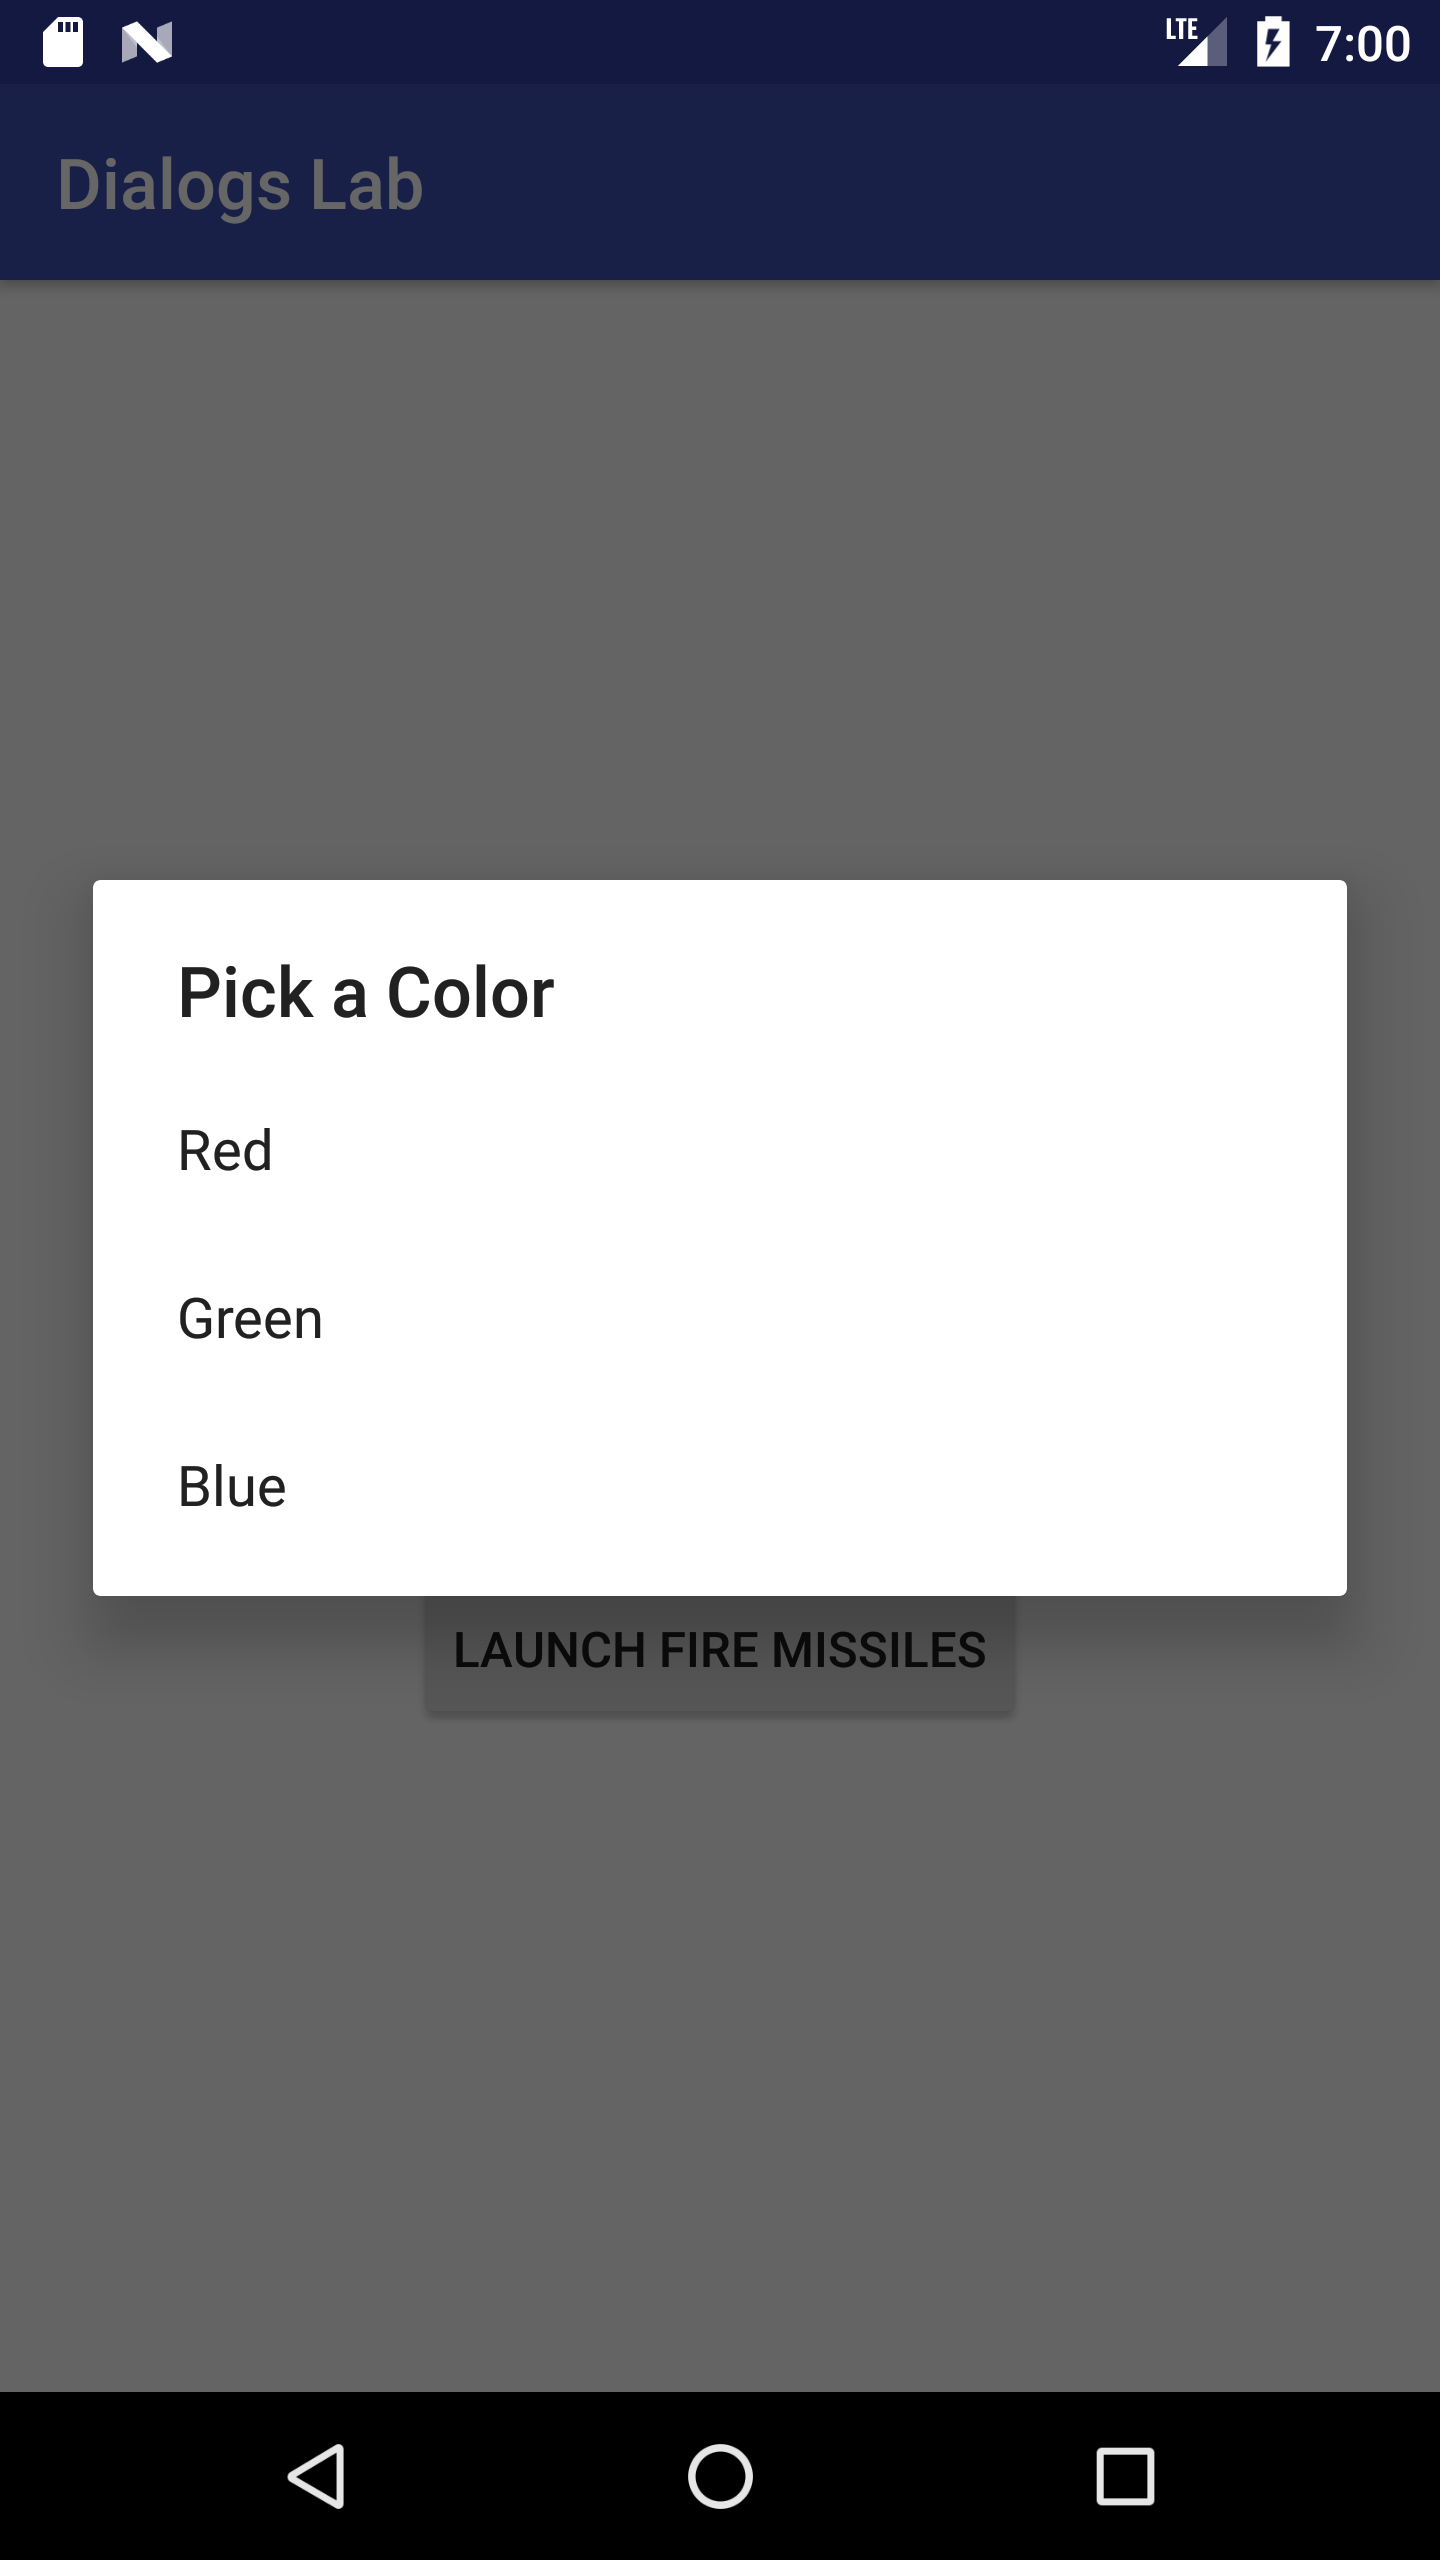 LTE 7:00
Dialogs Lab
Pick a Color
Red
Green
Blue
LAUNCH FIRE MISSILES